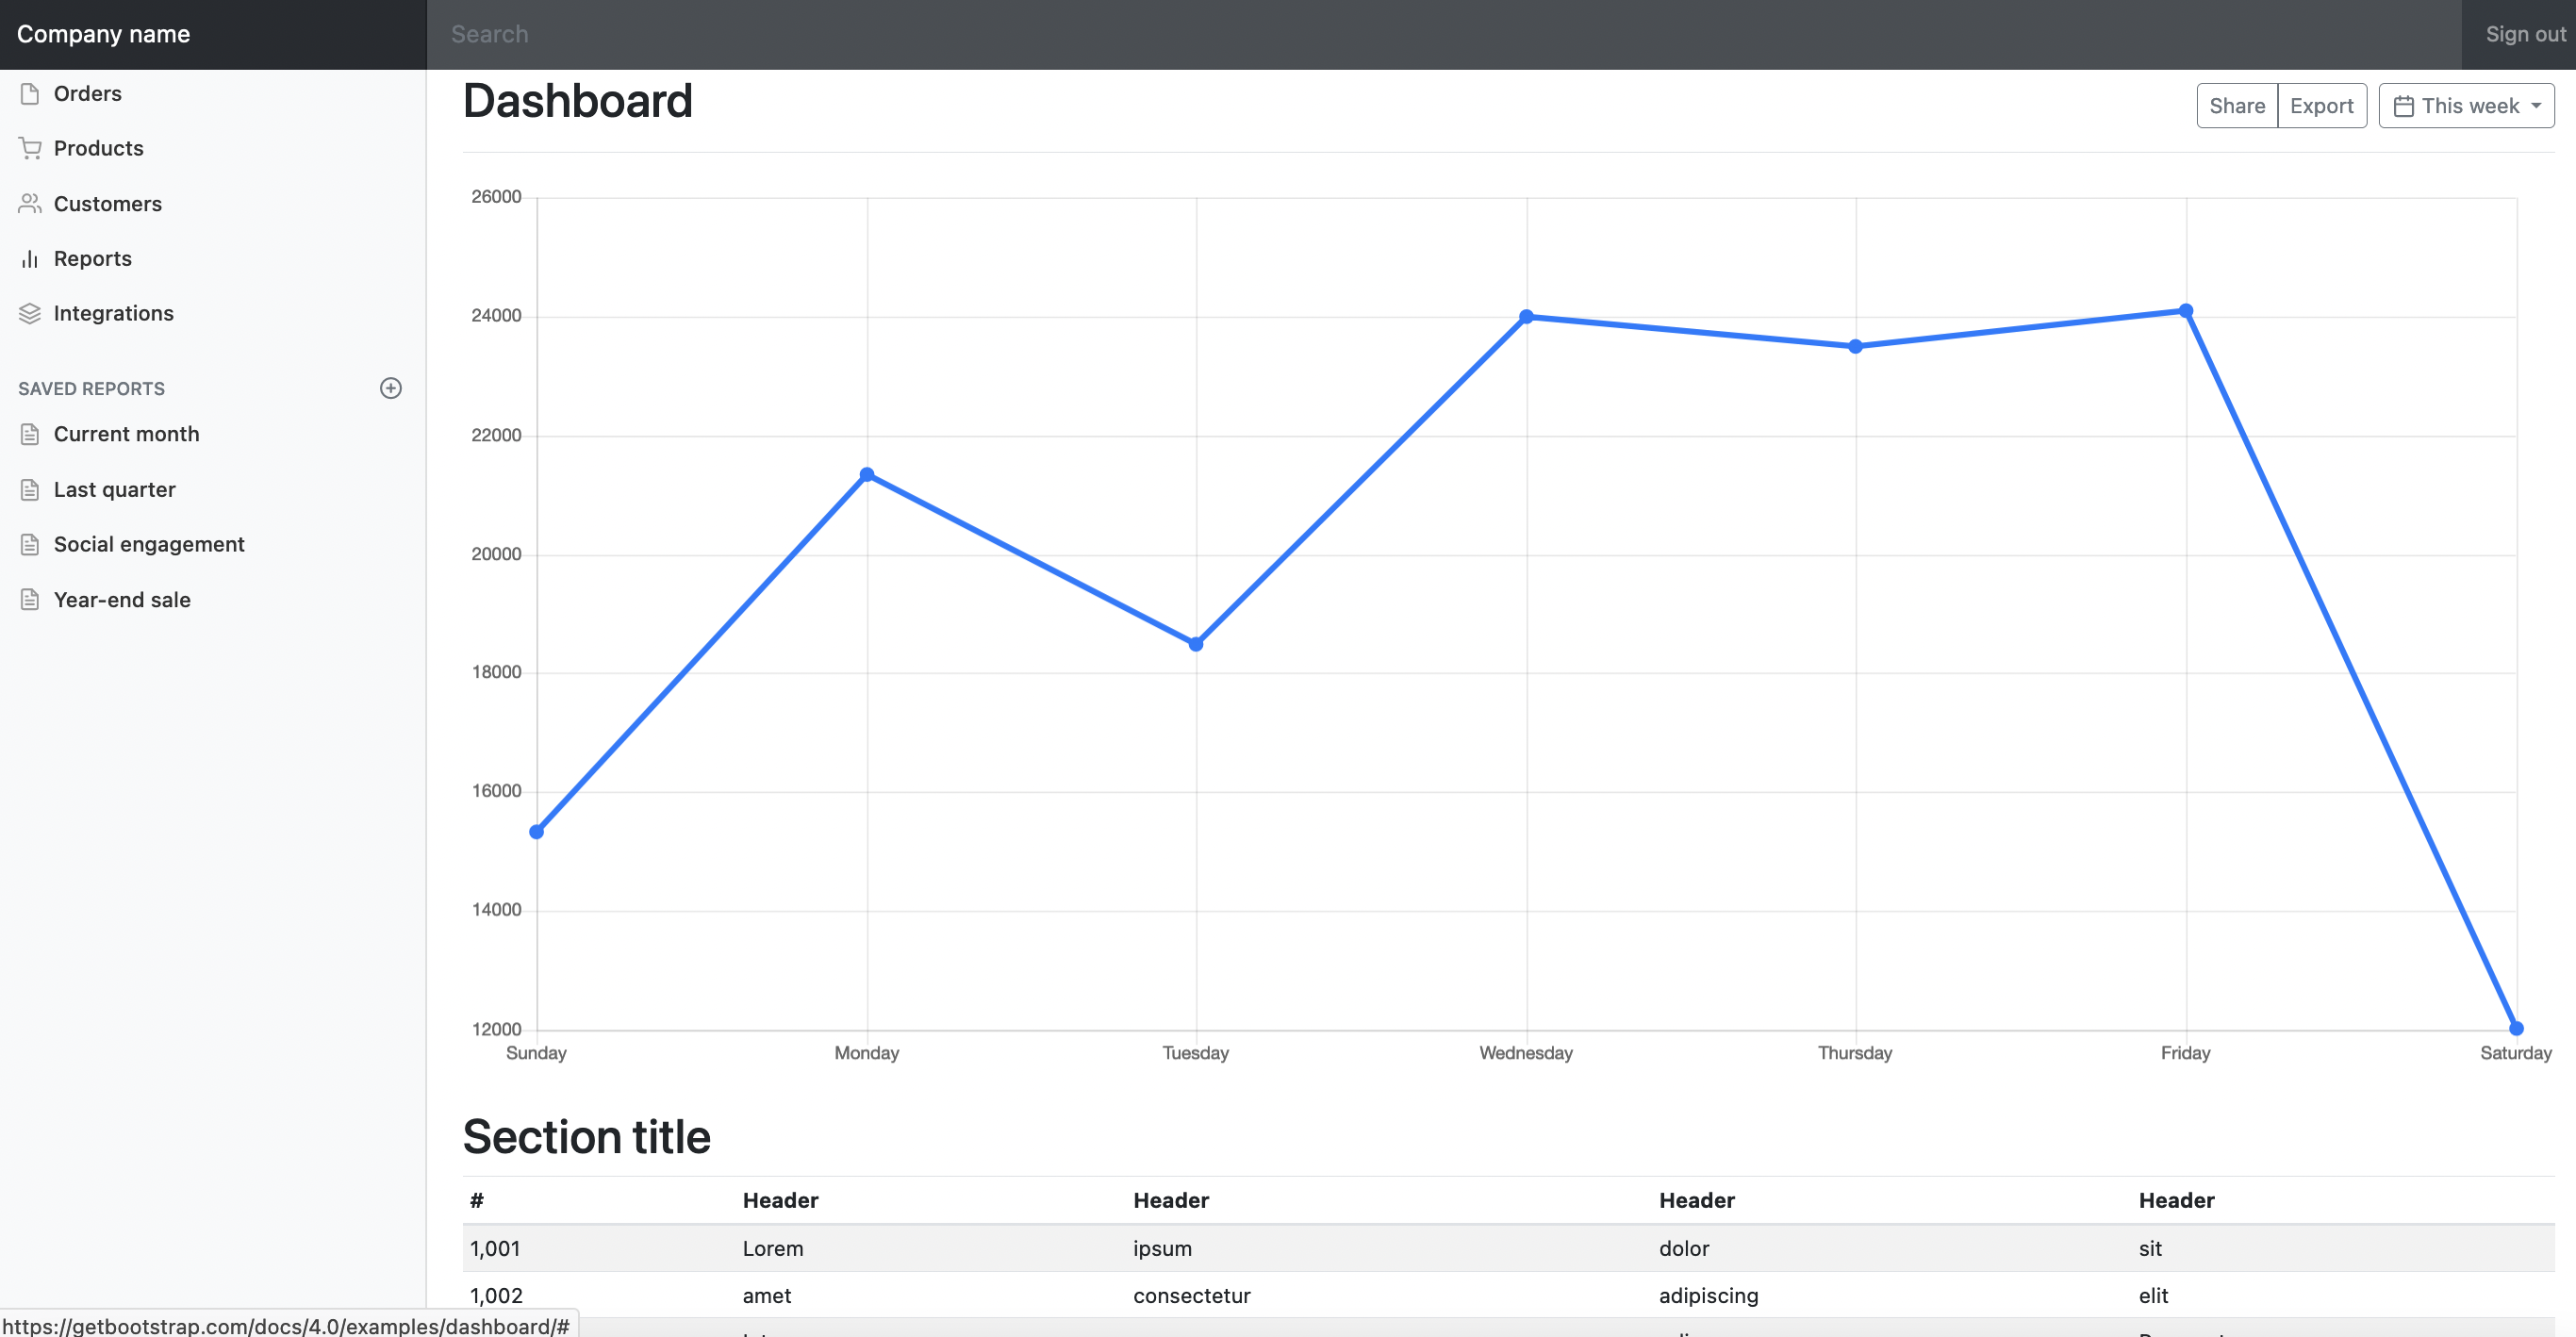 Company name
Search
Sign out
Orders
Products
Customers
Reports
Integrations
SAVED REPORTS
Current month
Last quarter
Social engagement
Year-end sale
Dashboard
Share
Export
This week
26000
24000
22000
20000
18000
16000
14000
12000
Sunday Monday Tuesday Wednesday Thursday Friday Saturday
Section title
# Header Header Header Header
1,001 Lorem ipsum dolor sit
1,002 amet consectetur adipiscing elit
https://getbootstrap.com/docs/4.0/examples/dashboard/#